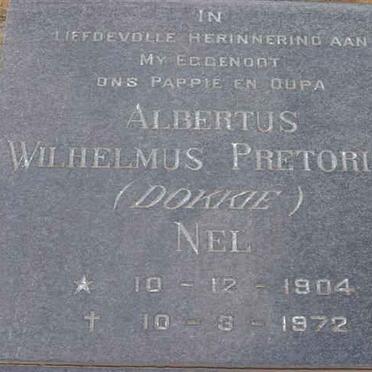 IN
LIEFDEVOLLE HERINNERING AAN
MY EGGENOOT
ONS PAPPIE EN OUPA
ALBERTUS
WILHELMUS PRETORI
(DOKKIE)
NEL
★ 10 - 12 - 1904
† 10 - 3 - 1972